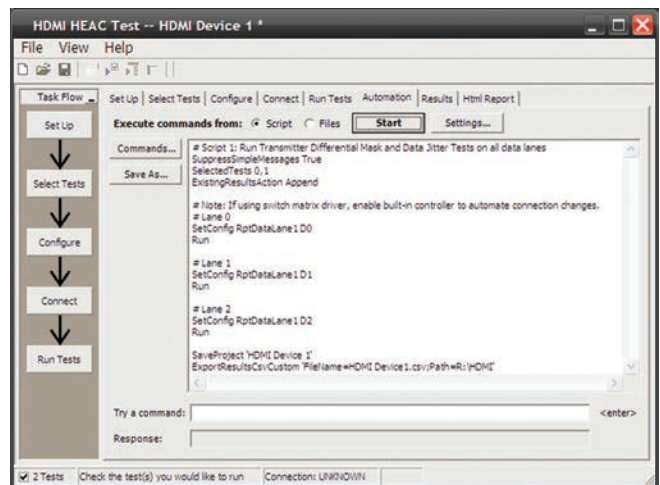 HDMI HEAC Test -- HDMI Device 1 *
File View Help
Task Flow
Set Up | Select Tests | Configure | Connect | Run Tests | Automation | Results | Html Report |
Set Up
Select Tests
Configure
Connect
Run Tests
Execute commands from: Script Files Start Settings...
Commands...
Save As...
# Script 1: Run Transmitter Differential Mask and Data Jitter Tests on all data lanes
SuppressSimpleMessages True
SelectedTests 0,1
ExistingResultsAction Append
# Note: If using switch matrix driver, enable built-in controller to automate connection changes.
# Lane 0
SetConfig RptDataLane1 D0
Run
# Lane 1
SetConfig RptDataLane1 D1
Run
# Lane 2
SetConfig RptDataLane1 D2
Run
SaveProject 'HDMI Device 1'
ExportResultsCsvCustom 'FileName=HDMI Device1.csv;Path=R:\HDMI'
Try a command: <enter>
Response:
2 Tests Check the test(s) you would like to run Connection: UNKNOWN